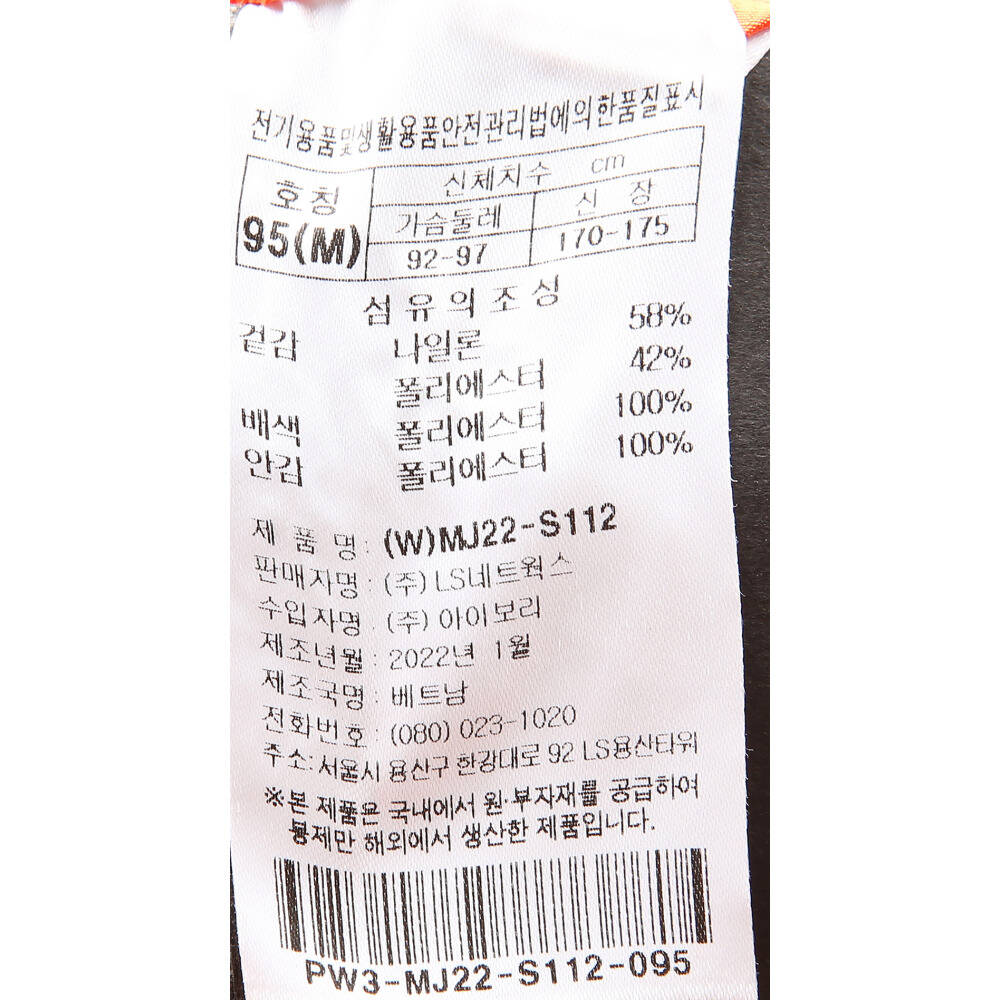 전기용품및생활용품안전관리법에의한품질표시
호칭 신체치수 cm
95(M) 가슴둘레 신 장
92-97 170-175
섬유의조성
겉감 나일론 58%
폴리에스터 42%
배색 폴리에스터 100%
안감 폴리에스터 100%
제 품 명: (W)MJ22-S112
판매자명: (주)LS네트웍스
수입자명: (주)아이보리
제조년월: 2022년 1월
제조국명: 베트남
전화번호: (080) 023-1020
주소:서울시 용산구 한강대로 92 LS용산타워
※본 제품은 국내에서 원·부자재를 공급하여
봉제만 해외에서 생산한 제품입니다.
PW3-MJ22-S112-095